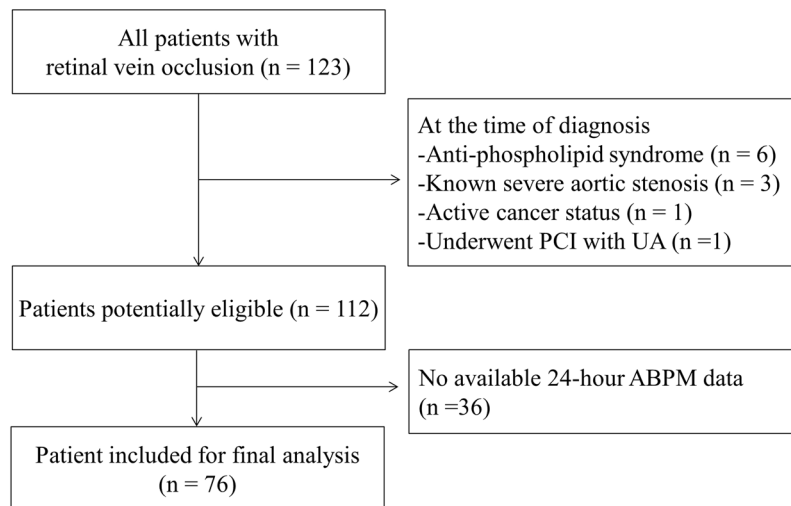 All patients with
retinal vein occlusion (n = 123)
At the time of diagnosis
-Anti-phospholipid syndrome (n = 6)
-Known severe aortic stenosis (n = 3)
-Active cancer status (n = 1)
-Underwent PCI with UA (n =1)
Patients potentially eligible (n = 112)
No available 24-hour ABPM data
(n =36)
Patient included for final analysis
(n = 76)